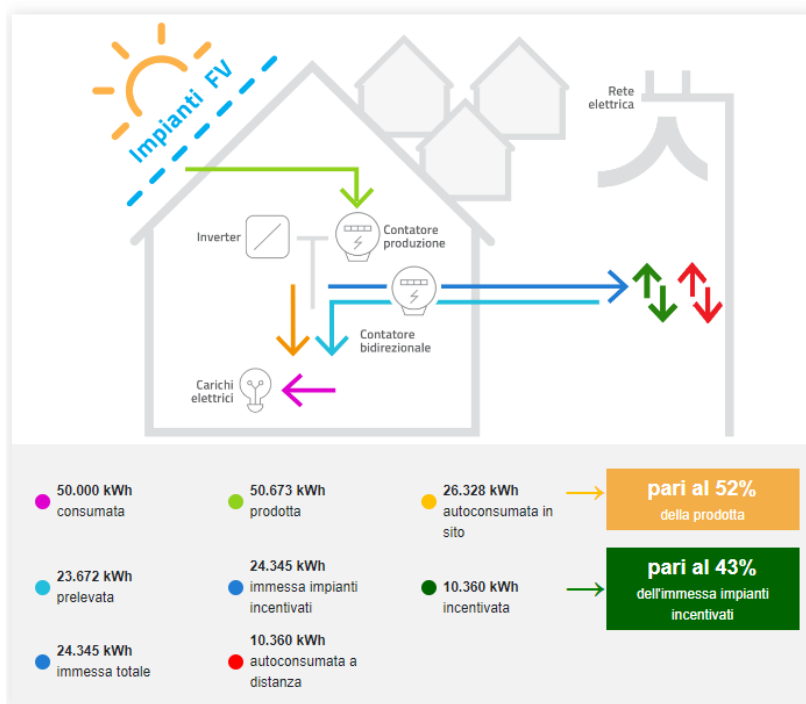 Impianti FV
Rete
elettrica
Inverter
Contatore
produzione
Contatore
bidirezionale
Carichi
elettrici
50.000 kWh
consumata
50.673 kWh
prodotta
26.328 kWh
autoconsumata in
sito
pari al 52%
della prodotta
23.672 kWh
prelevata
24.345 kWh
immessa impianti
incentivati
10.360 kWh
incentivata
pari al 43%
dell'immessa impianti
incentivati
24.345 kWh
immessa totale
10.360 kWh
autoconsumata a
distanza